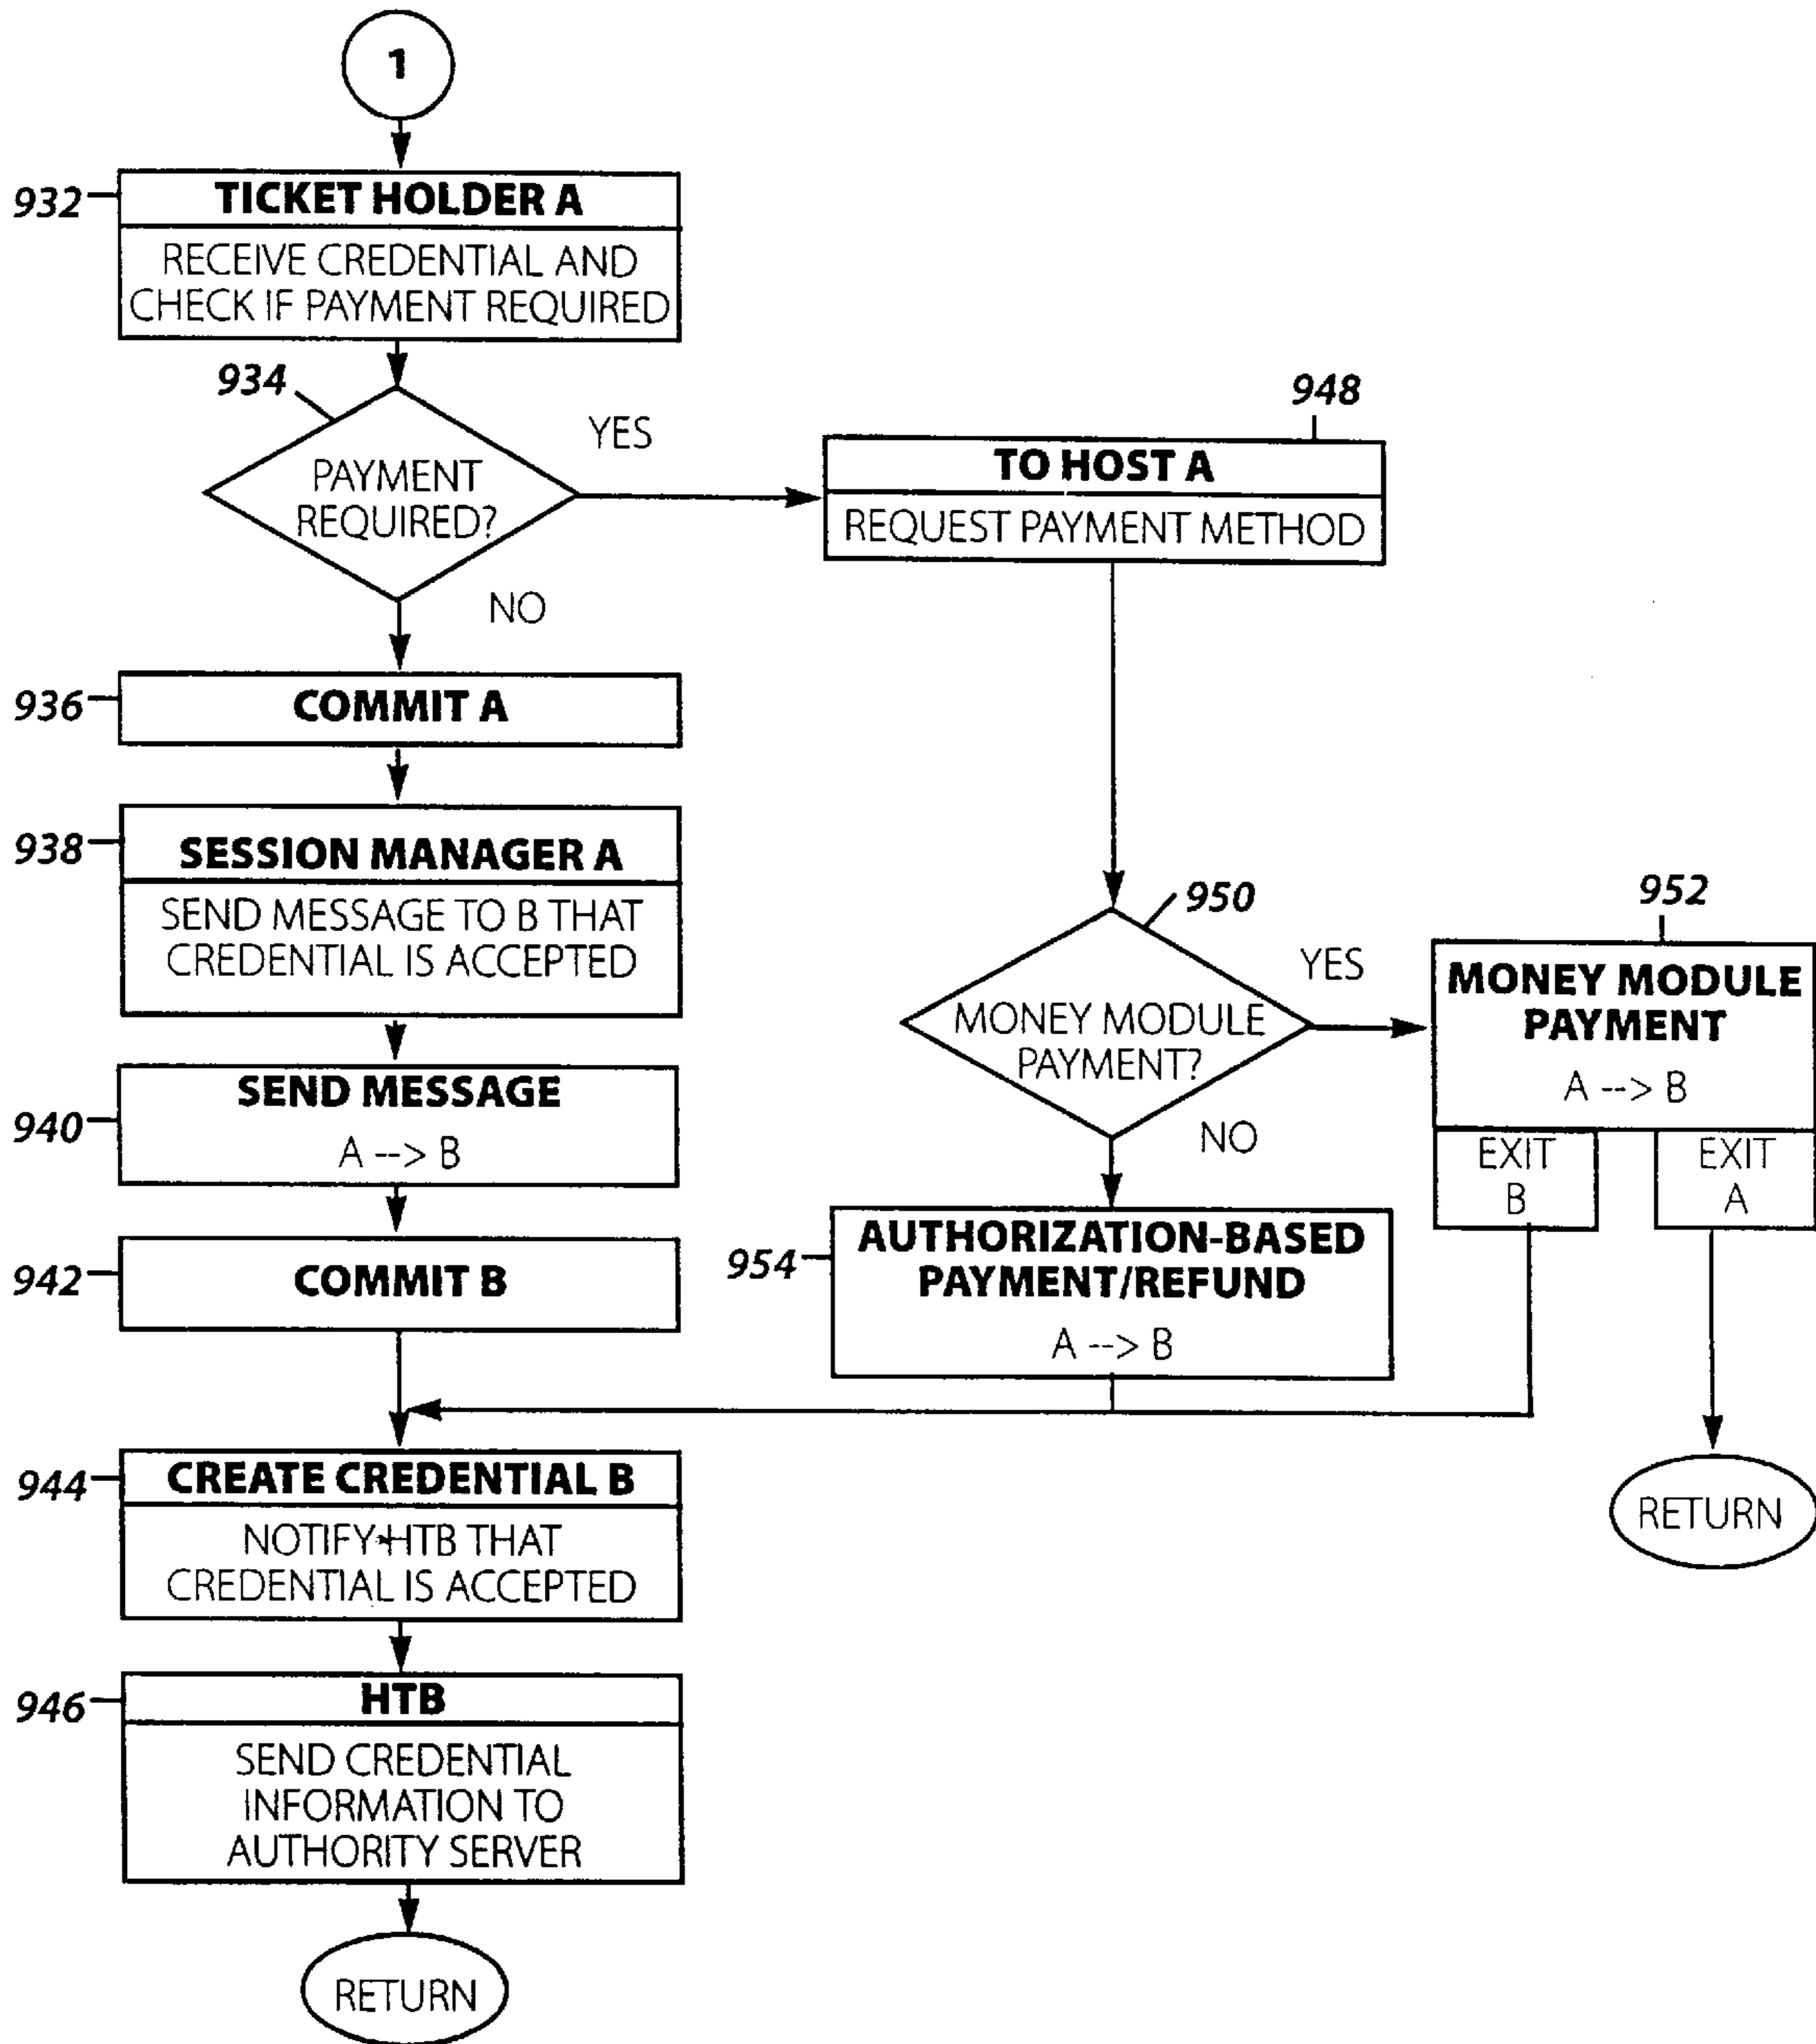 1
932
TICKET HOLDER A
RECEIVE CREDENTIAL AND
CHECK IF PAYMENT REQUIRED
934
PAYMENT
REQUIRED?
YES
NO
948
TO HOST A
REQUEST PAYMENT METHOD
936
COMMIT A
938
SESSION MANAGER A
SEND MESSAGE TO B THAT
CREDENTIAL IS ACCEPTED
940
SEND MESSAGE
A --> B
942
COMMIT B
950
MONEY MODULE
PAYMENT?
YES
NO
952
MONEY MODULE
PAYMENT
A --> B
EXIT
B
EXIT
A
954
AUTHORIZATION-BASED
PAYMENT/REFUND
A --> B
RETURN
944
CREATE CREDENTIAL B
NOTIFY HTB THAT
CREDENTIAL IS ACCEPTED
946
HTB
SEND CREDENTIAL
INFORMATION TO
AUTHORITY SERVER
RETURN